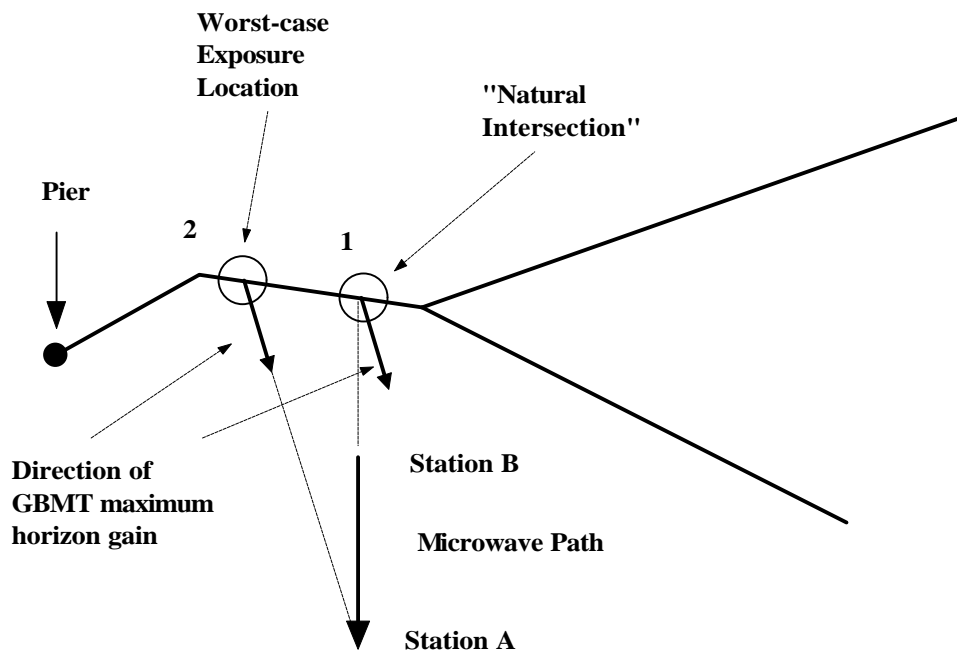 Worst-case
Exposure
Location
"Natural
Intersection"
Pier
2
1
Direction of
GBMT maximum
horizon gain
Station B
Microwave Path
Station A